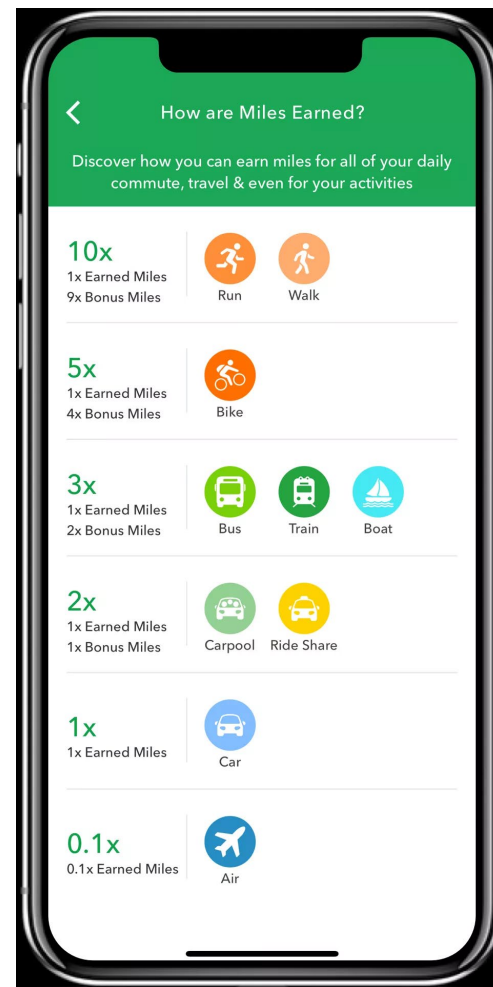 How are Miles Earned?
Discover how you can earn miles for all of your daily
commute, travel & even for your activities
10x
1x Earned Miles
9x Bonus Miles
Run
Walk
5x
1x Earned Miles
4x Bonus Miles
Bike
3x
1x Earned Miles
2x Bonus Miles
Bus
Train
Boat
2x
1x Earned Miles
1x Bonus Miles
Carpool
Ride Share
1x
1x Earned Miles
Car
0.1x
0.1x Earned Miles
Air